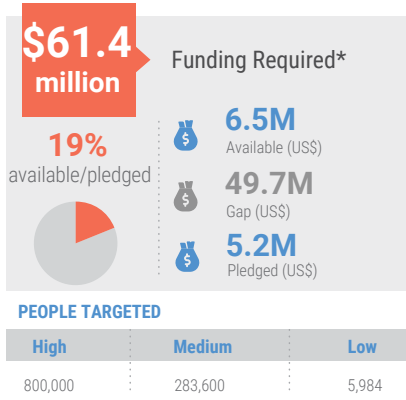 $61.4
million
Funding Required*
19%
available/pledged
6.5M
Available (US$)
49.7M
Gap (US$)
5.2M
Pledged (US$)
PEOPLE TARGETED
High Medium Low
800,000 283,600 5,984